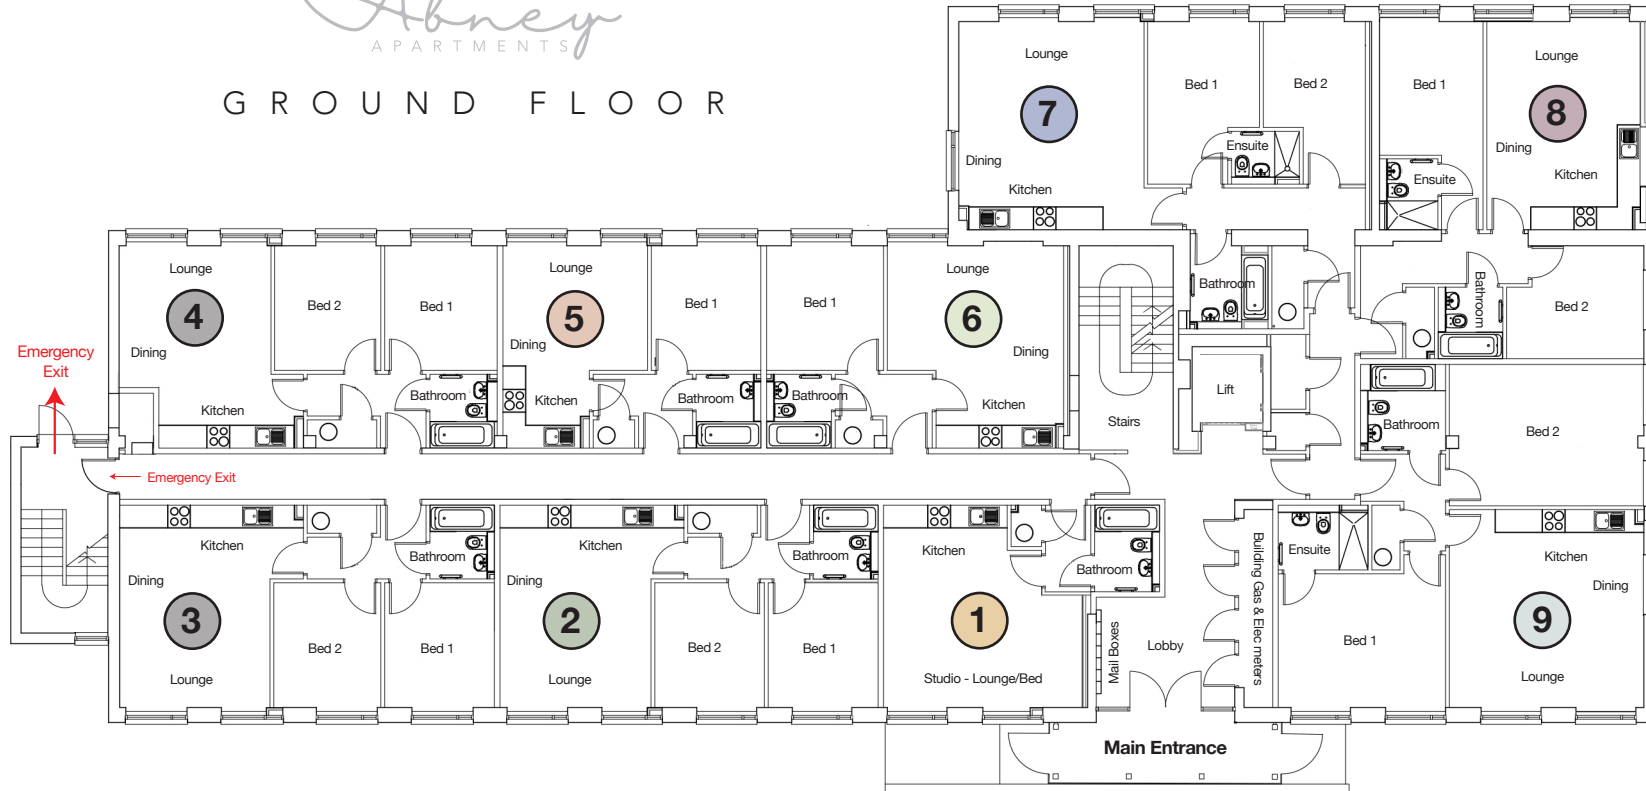 Abney
APARTMENTS
GROUND FLOOR
Lounge
7
Dining
Kitchen
Bed 1
Bed 2
Ensuite
Bathroom
Bed 1
Lounge
8
Dining
Kitchen
Ensuite
Bathroom
Bed 2
Lounge
4
Dining
Kitchen
Bed 2
Bed 1
Bathroom
Lounge
5
Dining
Kitchen
Bed 1
Bathroom
Bed 1
Bathroom
Lounge
6
Dining
Kitchen
Stairs
Lift
Bathroom
Bed 2
Emergency
Exit
Emergency Exit
Kitchen
Dining
3
Lounge
Bed 2
Bed 1
Bathroom
Kitchen
Dining
2
Lounge
Bed 2
Bed 1
Bathroom
Kitchen
1
Studio - Lounge/Bed
Bathroom
Mail Boxes
Lobby
Building Gas & Elec meters
Ensuite
Bed 1
Kitchen
Dining
9
Lounge
Main Entrance